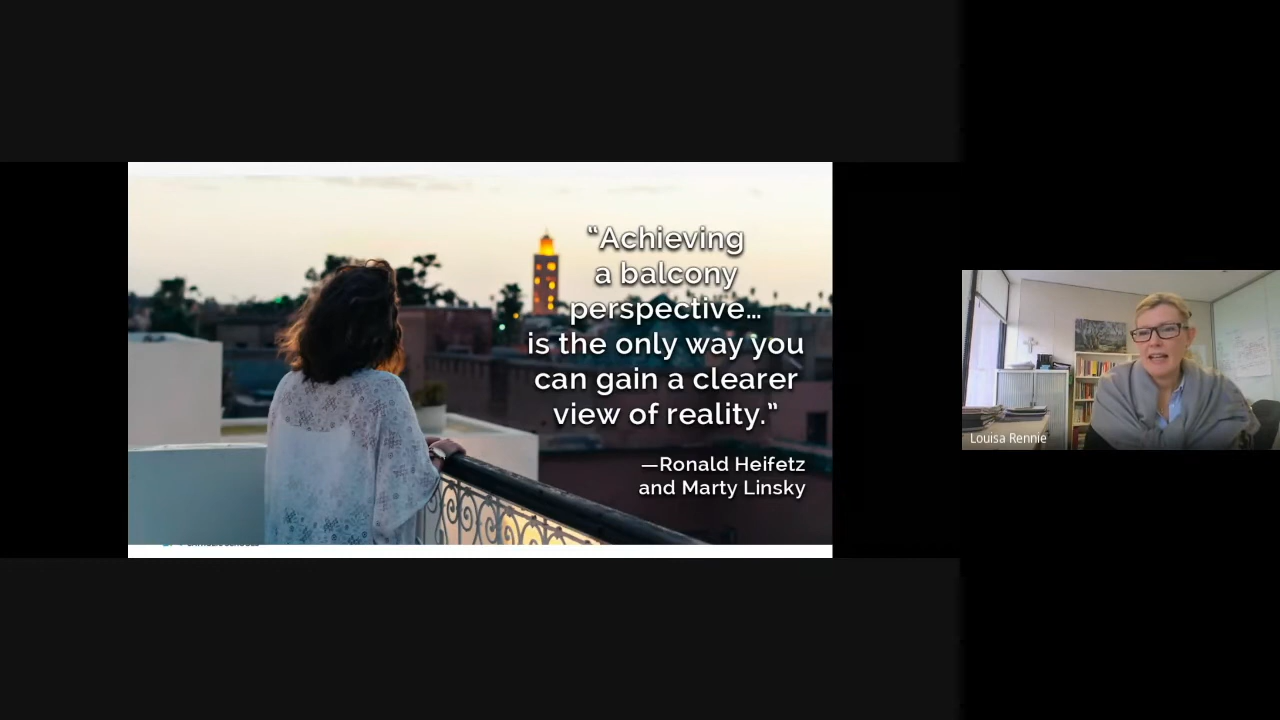 “Achieving
a balcony
perspective...
is the only way you
can gain a clearer
view of reality.”
—Ronald Heifetz
and Marty Linsky
Louisa Rennie